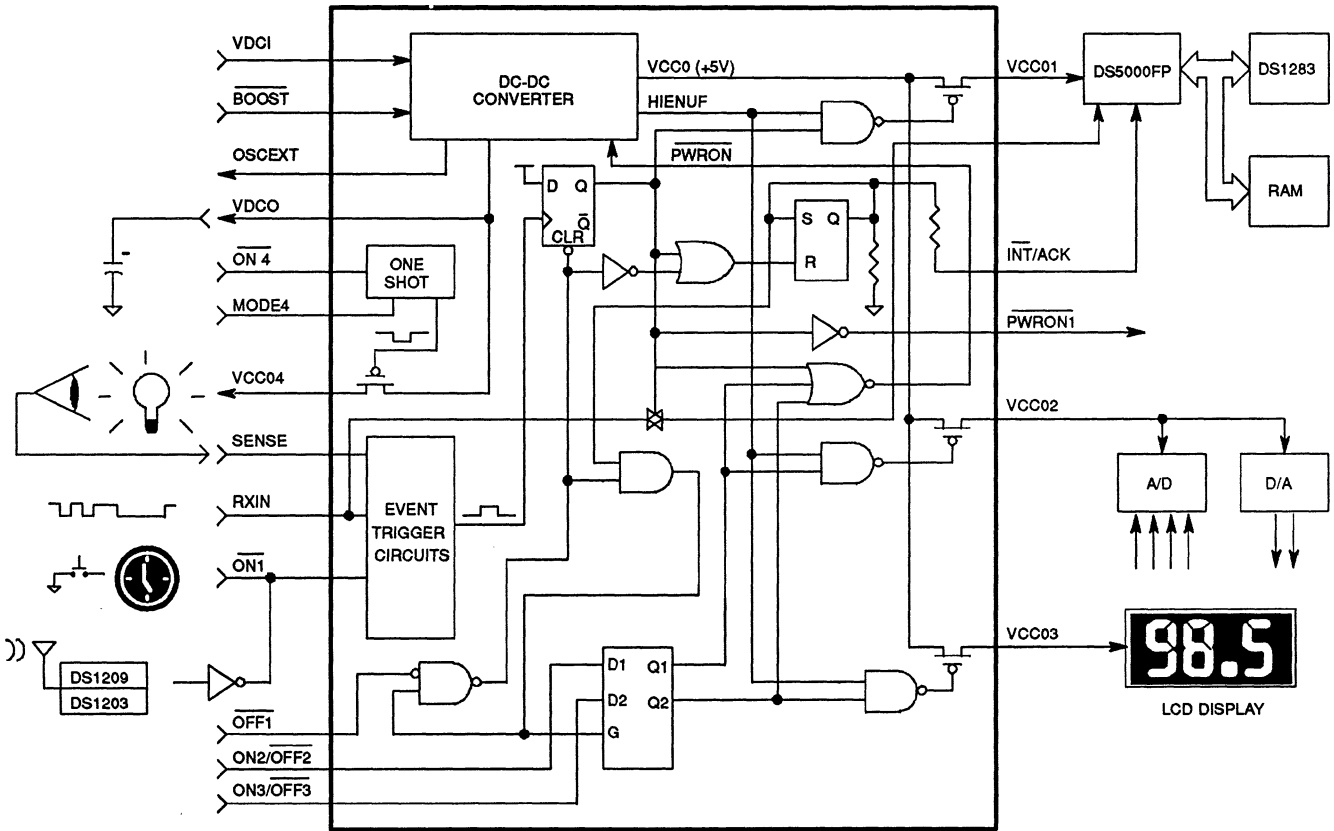 VDCI
BOOST
OSCEXT
VDCO
ON 4
MODE4
VCC04
SENSE
RXIN
ON1
DS1209
DS1203
OFF1
ON2/OFF2
ON3/OFF3
DC-DC
CONVERTER
VCC0 (+5V)
HIENUF
PWRON
D Q
Q
CLR
ONE
SHOT
S Q
R
EVENT
TRIGGER
CIRCUITS
D1 Q1
D2 Q2
G
VCC01
DS5000FP
DS1283
RAM
INT/ACK
PWRON1
VCC02
A/D
D/A
VCC03
98.5
LCD DISPLAY